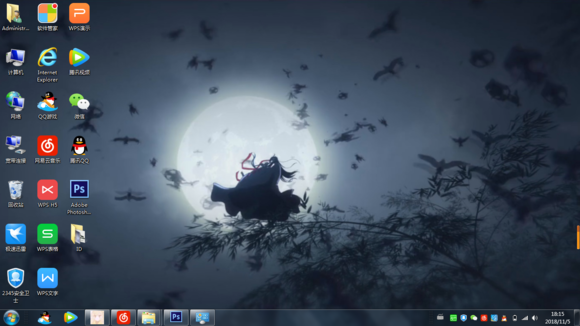 Administr...
软件管家
WPS演示
计算机
Internet
Explorer
腾讯视频
网络
QQ游戏
微信
宽带连接
网易云音乐
腾讯QQ
回收站
WPS H5
Adobe
Photosh...
极速迅雷
WPS表格
ID
2345安全卫
士
WPS文字
18:15
2018/11/5